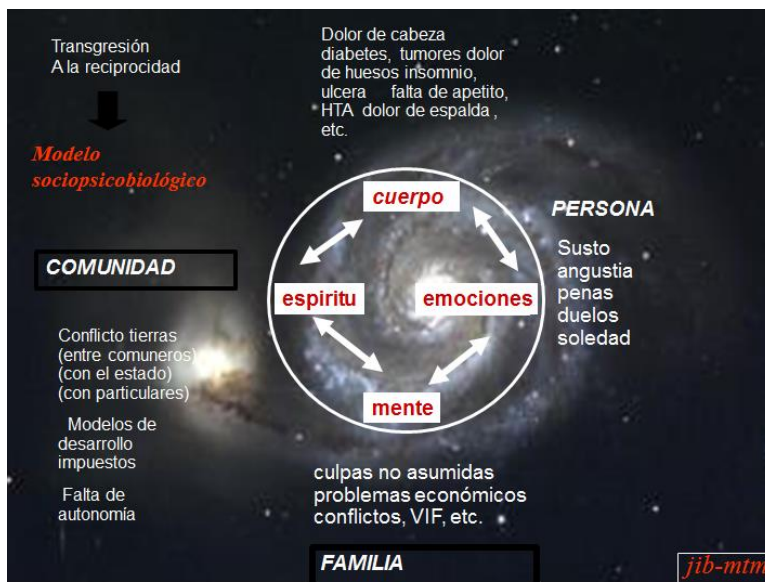 Transgresión
A la reciprocidad
Modelo
sociopsicobiológico
Dolor de cabeza
diabetes, tumores dolor
de huesos insomnio,
ulcera falta de apetito,
HTA dolor de espalda ,
etc.
cuerpo
espiritu
emociones
mente
PERSONA
Susto
angustia
penas
duelos
soledad
COMUNIDAD
Conflicto tierras
(entre comuneros)
(con el estado)
(con particulares)
Modelos de
desarrollo
impuestos
Falta de
autonomía
culpas no asumidas
problemas económicos
conflictos, VIF, etc.
FAMILIA
jib-mtm